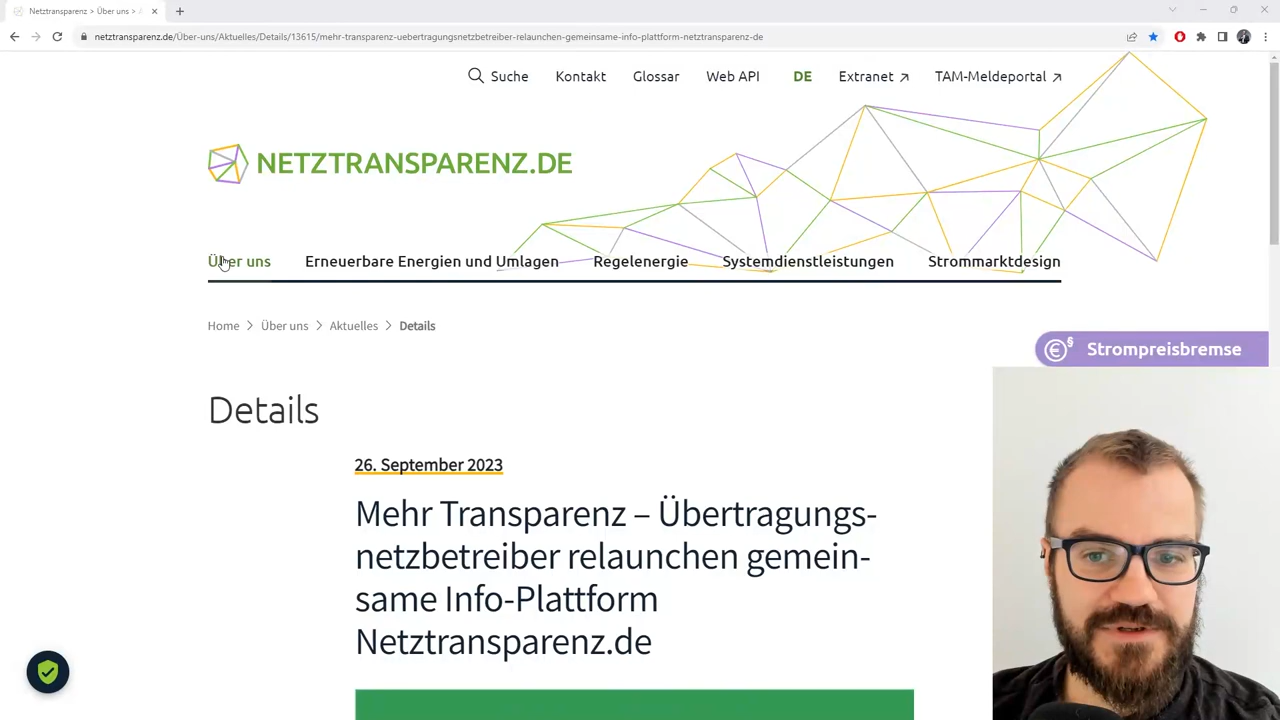 Netztransparenz > Über uns >
netztransparenz.de/Über-uns/Aktuelles/Details/13615/mehr-transparenz-uebertragungsnetzbetreiber-relaunchen-gemeinsame-info-plattform-netztransparenz-de
Suche Kontakt Glossar Web API DE Extranet ↗ TAM-Meldeportal ↗
NETZTRANSPARENZ.DE
Über uns Erneuerbare Energien und Umlagen Regelenergie Systemdienstleistungen Strommarktdesign
Home > Über uns > Aktuelles > Details
€§ Strompreisbremse
Details
26. September 2023
Mehr Transparenz – Übertragungs-
netzbetreiber relaunchen gemein-
same Info-Plattform
Netztransparenz.de